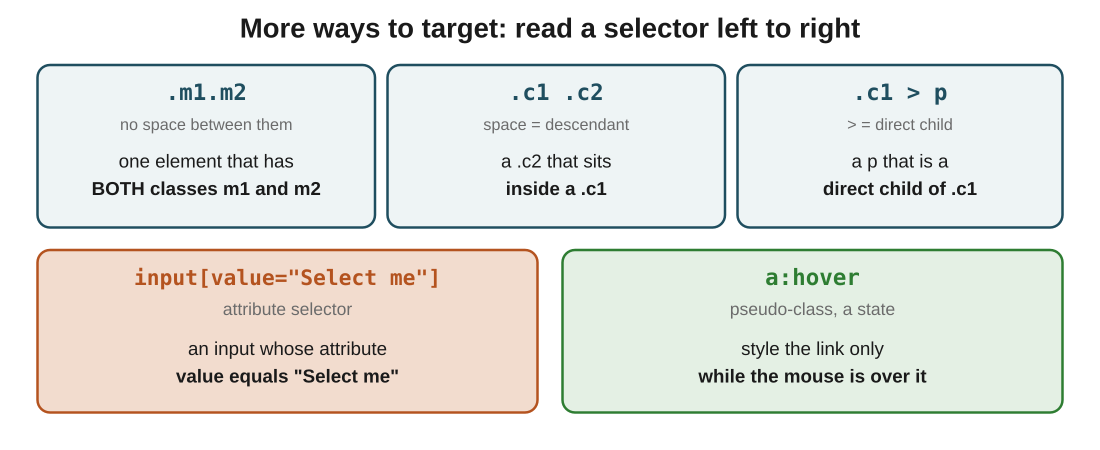 More ways to target: read a selector left to right
.m1.m2
no space between them
one element that has
BOTH classes m1 and m2
.c1 .c2
space = descendant
a .c2 that sits
inside a .c1
.c1 > p
> = direct child
a p that is a
direct child of .c1
input[value="Select me"]
attribute selector
an input whose attribute
value equals "Select me"
a:hover
pseudo-class, a state
style the link only
while the mouse is over it